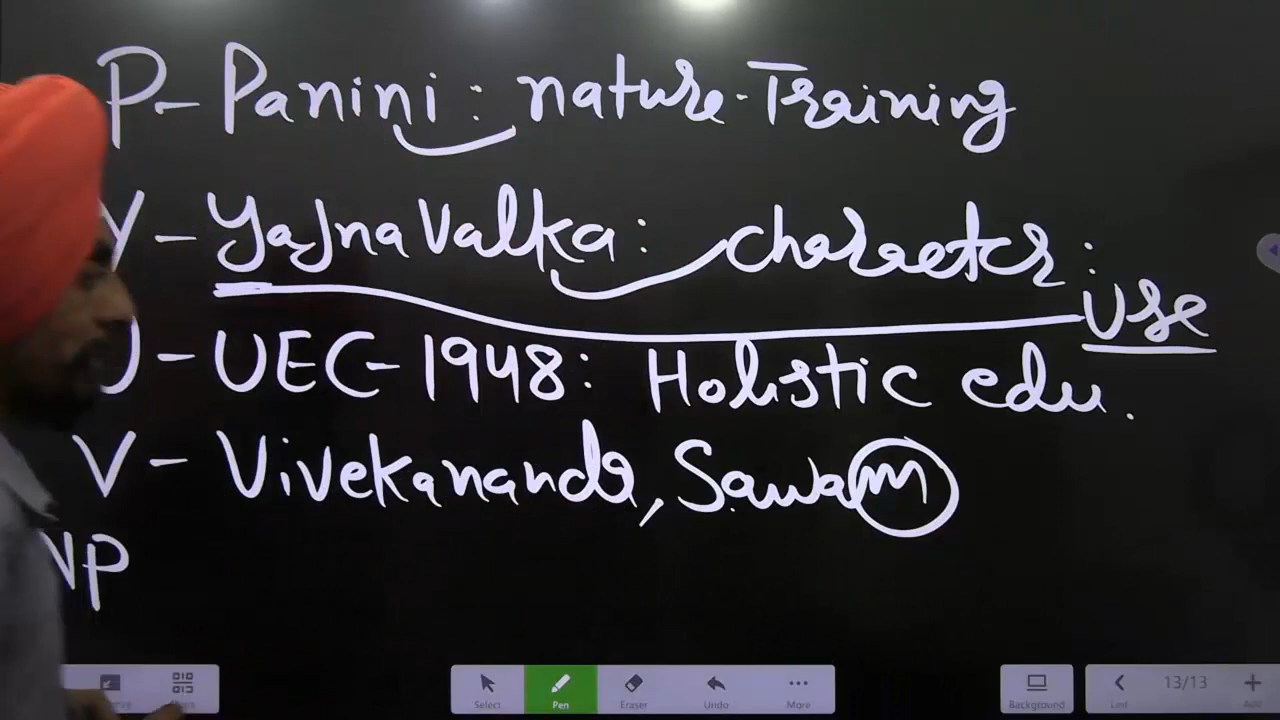 P- Panini: nature-Training
Y - YajnaValka: character:
Use
U - UEC-1948: Holistic edu.
V - Vivekananda, Sawam
NP
Select
Pen
Eraser
Undo
More
Background
13/13
Add